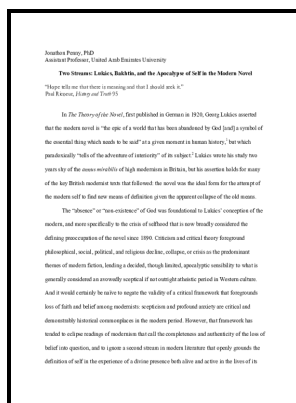 Jonathon Penny, PhD
Assistant Professor, United Arab Emirates University
Two Streams: Lukács, Bakhtin, and the Apocalypse of Self in the Modern Novel
"Hope tells me that there is meaning and that I should seek it."
Paul Ricoeur, History and Truth 95
In The Theory of the Novel, first published in German in 1920, Georg Lukács asserted
that the modern novel is "the epic of a world that has been abandoned by God [and] a symbol of
the essential thing which needs to be said" at a given moment in human history,¹ but which
paradoxically "tells of the adventure of interiority" of its subject.² Lukács wrote his study two
years shy of the annus mirabilis of high modernism in Britain, but his assertion holds for many
of the key British modernist texts that followed: the novel was the ideal form for the attempt of
the modern self to find new means of definition given the apparent collapse of the old means.
The "absence" or "non-existence" of God was foundational to Lukács' conception of the
modern, and more specifically to the crisis of selfhood that is now broadly considered the
defining preoccupation of the novel since 1890. Criticism and critical theory foreground
philosophical, social, political, and religious decline, collapse, or crisis as the predominant
themes of modern fiction, lending a decided, though limited, apocalyptic sensibility to what is
generally considered an avowedly sceptical if not outright atheistic period in Western culture.
And it would certainly be naïve to negate the validity of a critical framework that foregrounds
loss of faith and belief among modernists: scepticism and profound anxiety are critical and
demonstrably historical commonplaces in the modern period. However, that framework has
tended to eclipse readings of modernism that call the completeness and authenticity of the loss of
belief into question, and to ignore a second stream in modern literature that openly grounds the
definition of self in the experience of a divine presence both alive and active in the lives of its